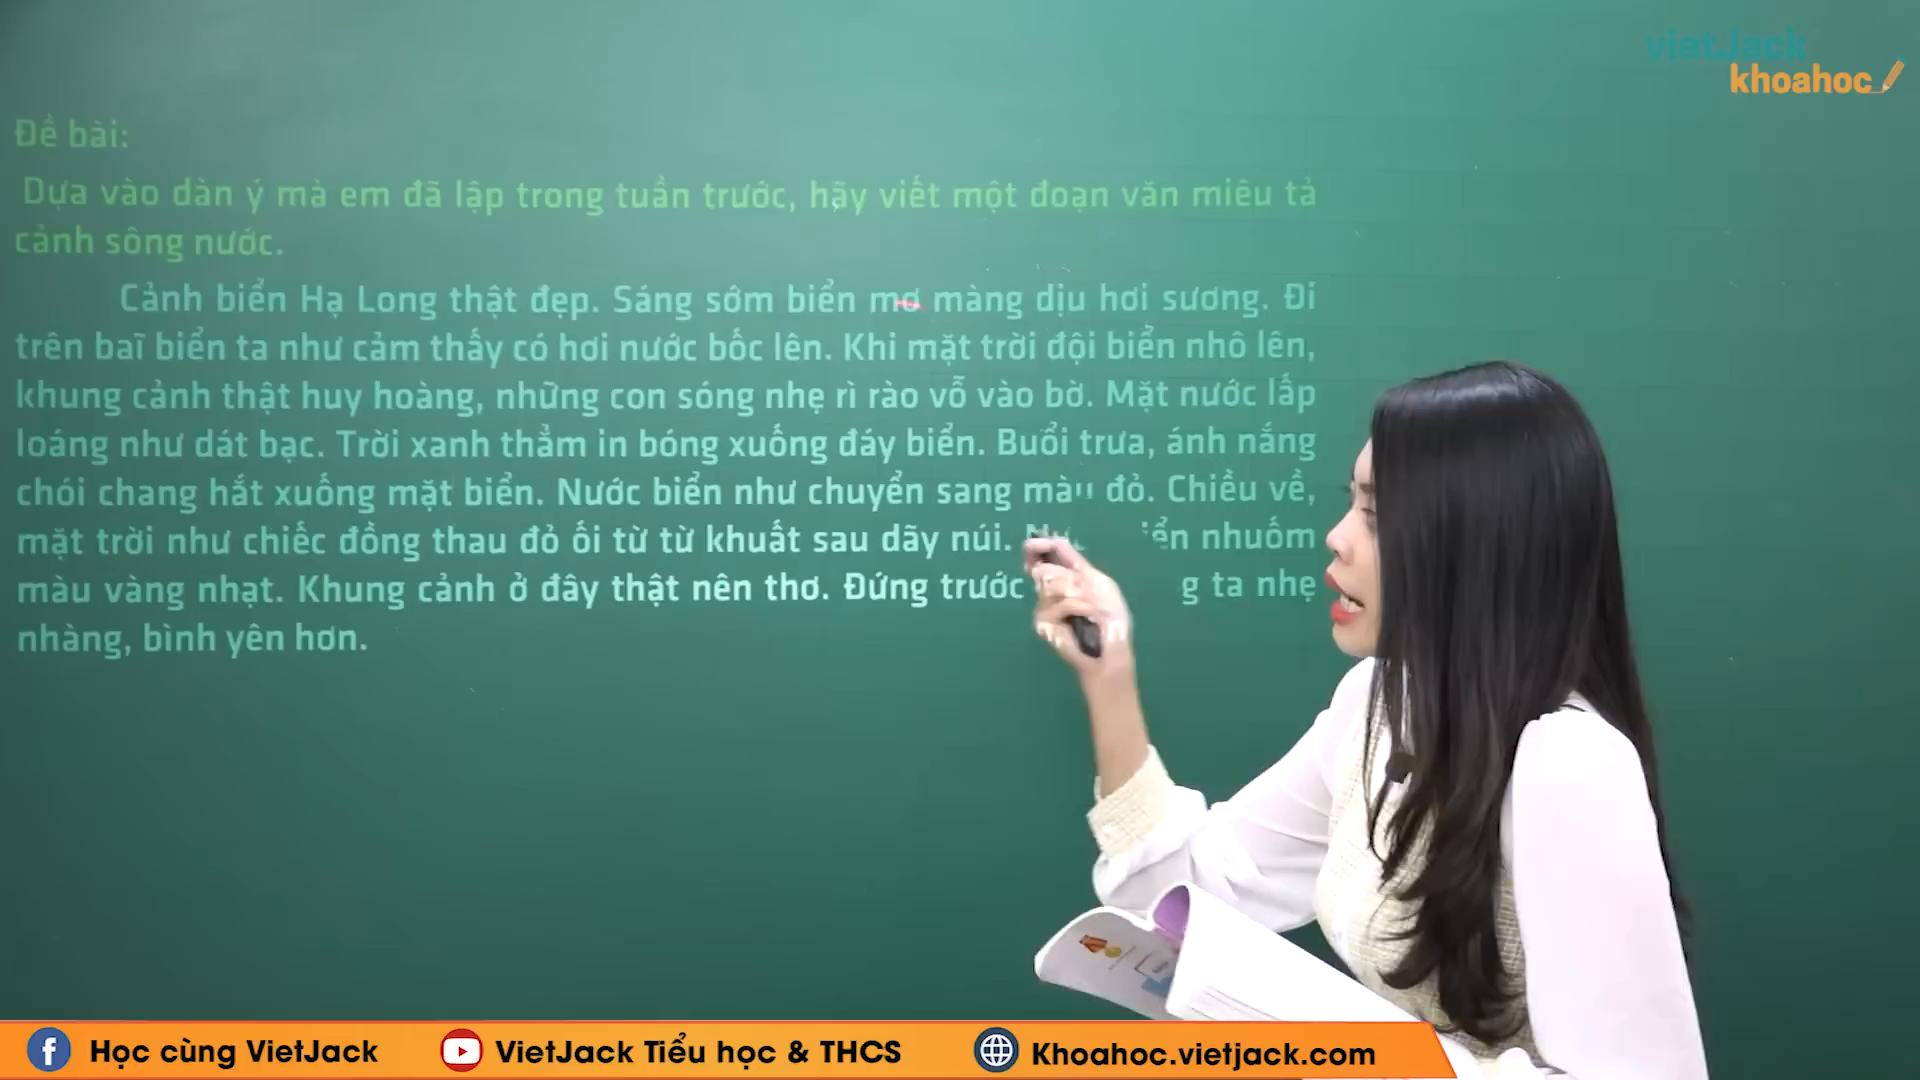 vietJack
khoahoc
Đề bài:
Dựa vào dàn ý mà em đã lập trong tuần trước, hãy viết một đoạn văn miêu tả
cảnh sông nước.
Cảnh biển Hạ Long thật đẹp. Sáng sớm biển mơ màng dịu hơi sương. Đi
trên baĩ biển ta như cảm thấy có hơi nước bốc lên. Khi mặt trời đội biển nhô lên,
khung cảnh thật huy hoàng, những con sóng nhẹ rì rào vỗ vào bờ. Mặt nước lấp
loáng như dát bạc. Trời xanh thẳm in bóng xuống đáy biển. Buổi trưa, ánh nắng
chói chang hắt xuống mặt biển. Nước biển như chuyển sang màu đỏ. Chiều về,
mặt trời như chiếc đồng thau đỏ ối từ từ khuất sau dãy núi. nhuốm
màu vàng nhạt. Khung cảnh ở đây thật nên thơ. Đứng trước ta nhẹ
nhàng, bình yên hơn.
Học cùng VietJack
VietJack Tiểu học & THCS
Khoahoc.vietjack.com